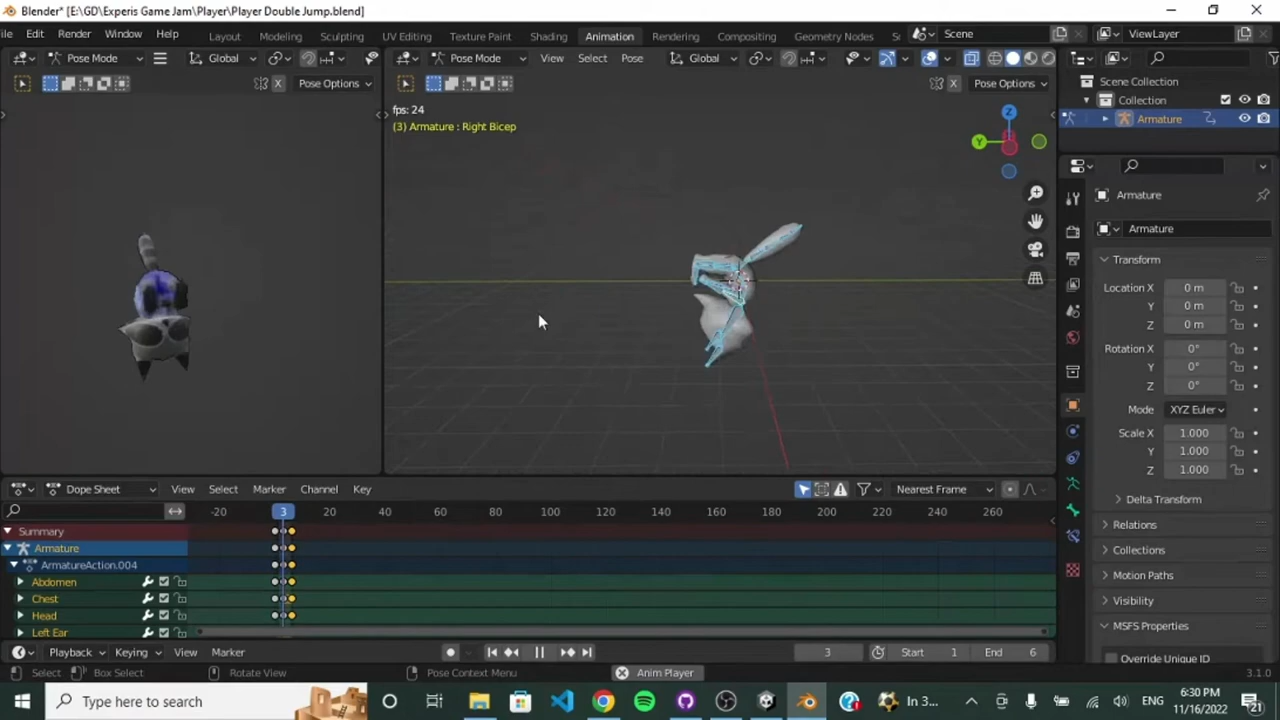 Blender* [E:\GD\Experis Game Jam\Player\Player Double Jump.blend]
ile Edit Render Window Help Layout Modeling Sculpting UV Editing Texture Paint Shading Animation Rendering Compositing Geometry Nodes Sc Scene ViewLayer
Pose Mode Global Pose Mode View Select Pose Global
Pose Options X Pose Options
fps: 24
(3) Armature : Right Bicep
Z
Y
Scene Collection
Collection
Armature
Armature
Armature
Transform
Location X 0 m
Y 0 m
Z 0 m
Rotation X 0°
Y 0°
Z 0°
Mode XYZ Euler
Scale X 1.000
Y 1.000
Z 1.000
Delta Transform
Relations
Collections
Motion Paths
Visibility
MSFS Properties
Override Unique ID
Dope Sheet View Select Marker Channel Key Nearest Frame
-20 3 20 40 60 80 100 120 140 160 180 200 220 240 260
Summary
Armature
ArmatureAction.004
Abdomen
Chest
Head
Left Ear
Playback Keying View Marker 3 Start 1 End 6
Select Box Select Rotate View Pose Context Menu Anim Player 3.1.0
Type here to search In 3... ENG 6:30 PM
11/16/2022 21